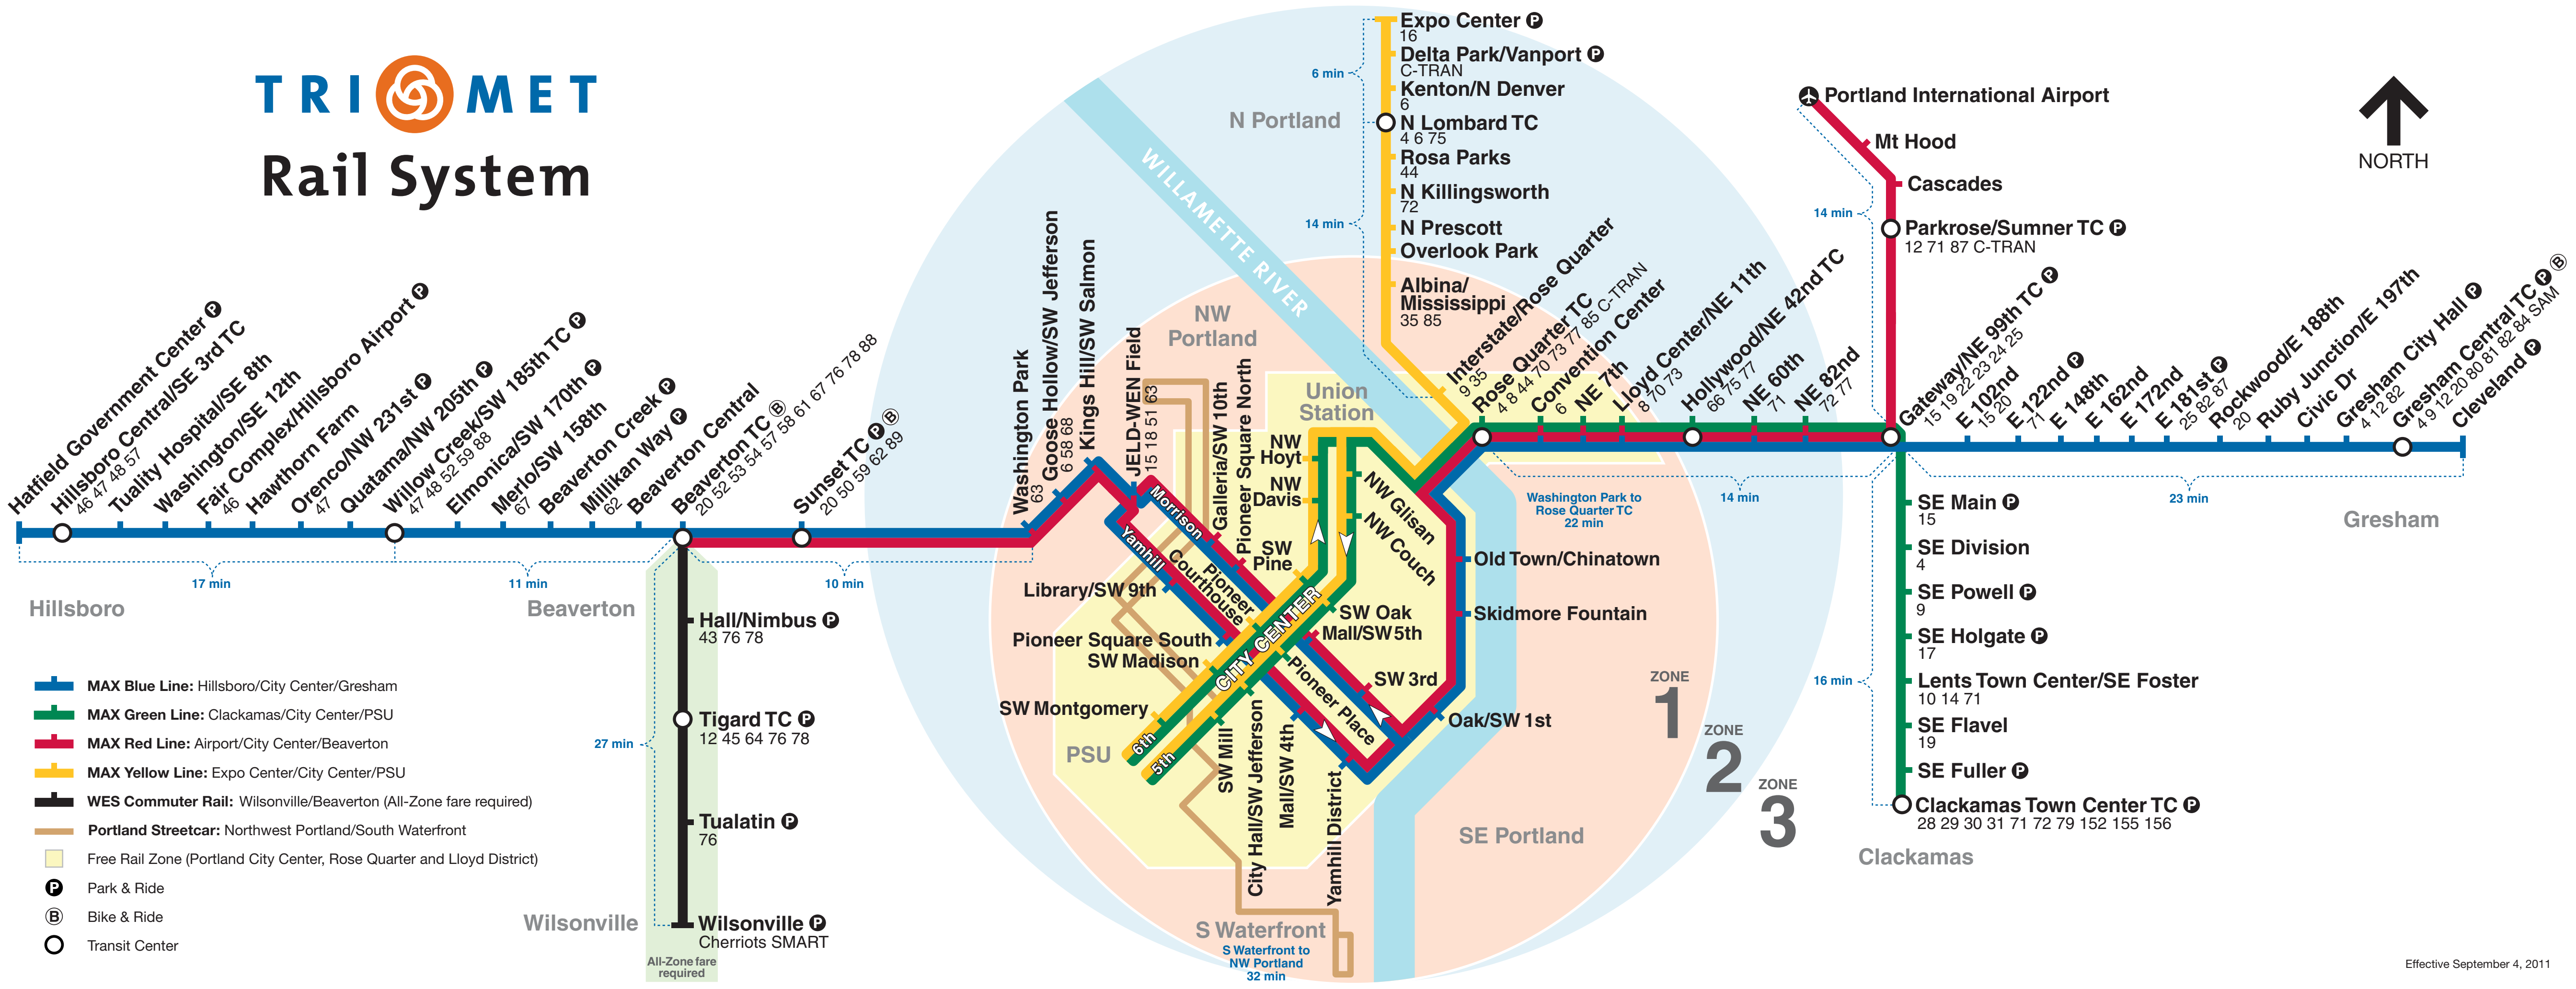 TRI MET
Rail System
NORTH
Hatfield Government Center P
Hillsboro Central/SE 3rd TC
46 47 48 57
Tuality Hospital/SE 8th
Washington/SE 12th
Fair Complex/Hillsboro Airport P
46
Hawthorn Farm
Orenco/NW 231st P
47
Quatama/NW 205th P
Willow Creek/SW 185th TC P
47 48 52 59 88
Elmonica/SW 170th P
Merlo/SW 158th
67
Beaverton Creek P
Millikan Way P
62
Beaverton Central
Beaverton TC B
20 52 53 54 57 58 61 67 76 78 88
Sunset TC P B
20 50 59 62 89
Washington Park
63
Goose Hollow/SW Jefferson
6 58 68
Kings Hill/SW Salmon
JELD-WEN Field
15 18 51 63
Galleria/SW 10th
Pioneer Square North
17 min
11 min
10 min
Hillsboro
Beaverton
Hall/Nimbus P
43 76 78
Tigard TC P
12 45 64 76 78
27 min
Tualatin P
76
Wilsonville
Wilsonville P
Cherriots SMART
All-Zone fare
required
MAX Blue Line: Hillsboro/City Center/Gresham
MAX Green Line: Clackamas/City Center/PSU
MAX Red Line: Airport/City Center/Beaverton
MAX Yellow Line: Expo Center/City Center/PSU
WES Commuter Rail: Wilsonville/Beaverton (All-Zone fare required)
Portland Streetcar: Northwest Portland/South Waterfront
Free Rail Zone (Portland City Center, Rose Quarter and Lloyd District)
P Park & Ride
B Bike & Ride
Transit Center
WILLAMETTE RIVER
N Portland
6 min
14 min
Expo Center P
16
Delta Park/Vanport P
C-TRAN
Kenton/N Denver
6
N Lombard TC
4 6 75
Rosa Parks
44
N Killingsworth
72
N Prescott
Overlook Park
Albina/
Mississippi
35 85
NW
Portland
Union
Station
NW
Hoyt
NW
Davis
SW
Pine
NW Glisan
NW Couch
Morrison
Yamhill
Pioneer
Courthouse
Library/SW 9th
Pioneer Square South
SW Madison
SW Montgomery
CITY CENTER
SW Oak
Mall/SW 5th
SW 3rd
Pioneer Place
Old Town/Chinatown
Skidmore Fountain
Oak/SW 1st
PSU
6th
5th
SW Mill
City Hall/SW Jefferson
Mall/SW 4th
Yamhill District
S Waterfront
S Waterfront to
NW Portland
32 min
SE Portland
ZONE
1
ZONE
2
ZONE
3
Interstate/Rose Quarter
9 35
Rose Quarter TC
4 8 44 70 73 77 85 C-TRAN
Convention Center
6
NE 7th
Lloyd Center/NE 11th
8 70 73
Hollywood/NE 42nd TC
66 75 77
NE 60th
71
NE 82nd
72 77
Washington Park to
Rose Quarter TC
22 min
14 min
Portland International Airport
Mt Hood
Cascades
14 min
Parkrose/Sumner TC P
12 71 87 C-TRAN
Gateway/NE 99th TC P
15 19 22 23 24 25
E 102nd
15 20
E 122nd P
71
E 148th
E 162nd
E 172nd
E 181st P
25 82 87
Rockwood/E 188th
20
Ruby Junction/E 197th
Civic Dr
Gresham City Hall P
4 12 82
Gresham Central TC P B
4 9 12 20 80 81 82 84 SAM
Cleveland P
23 min
Gresham
SE Main P
15
SE Division
4
SE Powell P
9
SE Holgate P
17
16 min
Lents Town Center/SE Foster
10 14 71
SE Flavel
19
SE Fuller P
Clackamas Town Center TC P
28 29 30 31 71 72 79 152 155 156
Clackamas
Effective September 4, 2011